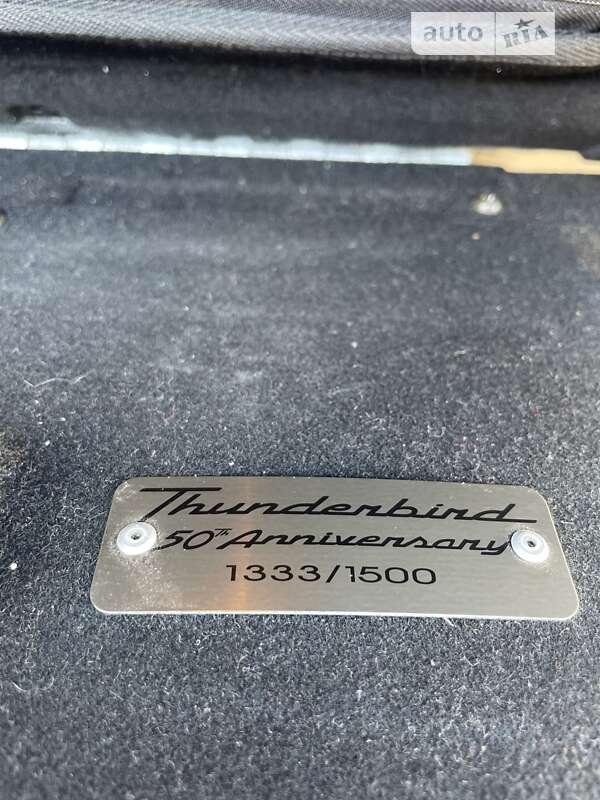 auto RIA
Thunderbird
50th Anniversary
1333/1500